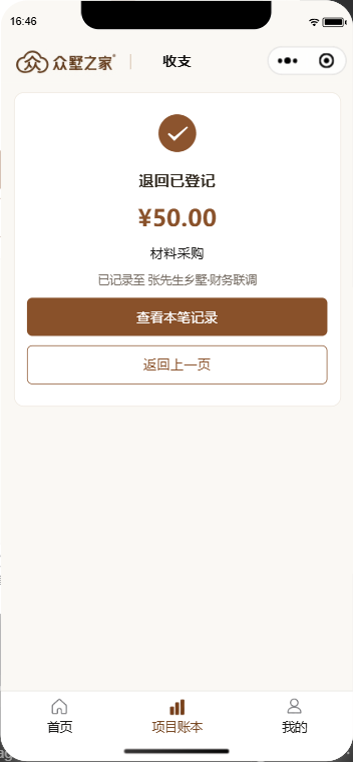 16:46
众墅之家
收支
退回已登记
¥50.00
材料采购
已记录至 张先生乡墅·财务联调
查看本笔记录
返回上一页
首页 项目账本 我的